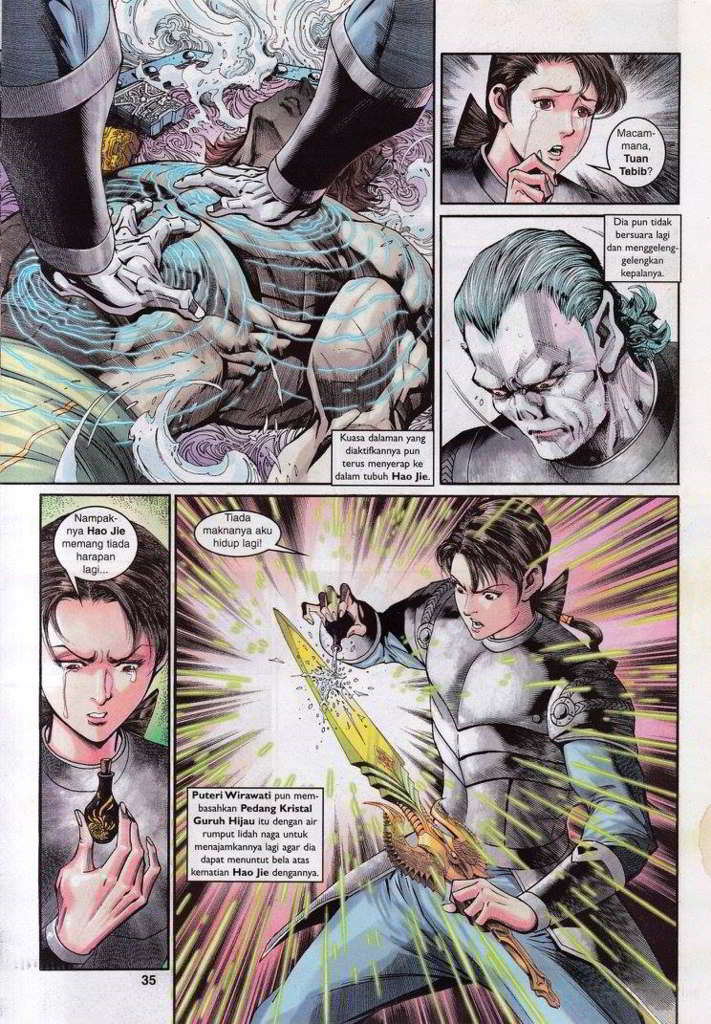 Kuasa dalaman yang
diaktifkannya pun
terus menyerap ke
dalam tubuh Hao Jie.
Macam-
mana,
Tuan
Tebib?
Dia pun tidak
bersuara lagi
dan menggeleng-
gelengkan
kepalanya.
Nampak-
nya Hao Jie
memang tiada
harapan
lagi...
Tiada
maknanya aku
hidup lagi!
Puteri Wirawati pun mem-
basahkan Pedang Kristal
Guruh Hijau itu dengan air
rumput lidah naga untuk
menajamkannya lagi agar dia
dapat menuntut bela atas
kematian Hao Jie dengannya.
35